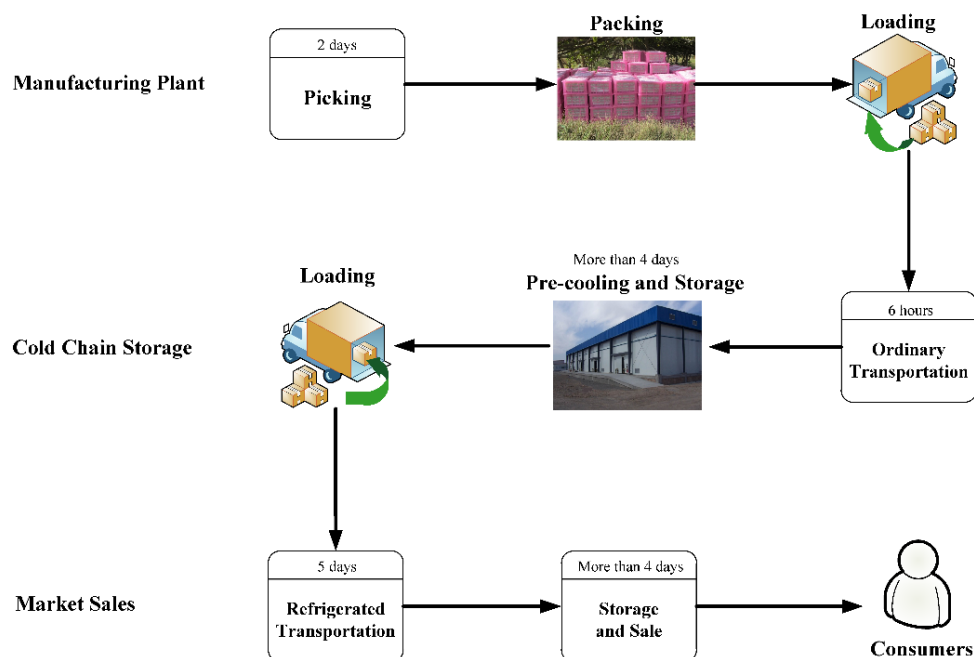 Manufacturing Plant
2 days
Picking
Packing
Loading
Cold Chain Storage
Loading
More than 4 days
Pre-cooling and Storage
6 hours
Ordinary
Transportation
Market Sales
5 days
Refrigerated
Transportation
More than 4 days
Storage
and Sale
Consumers